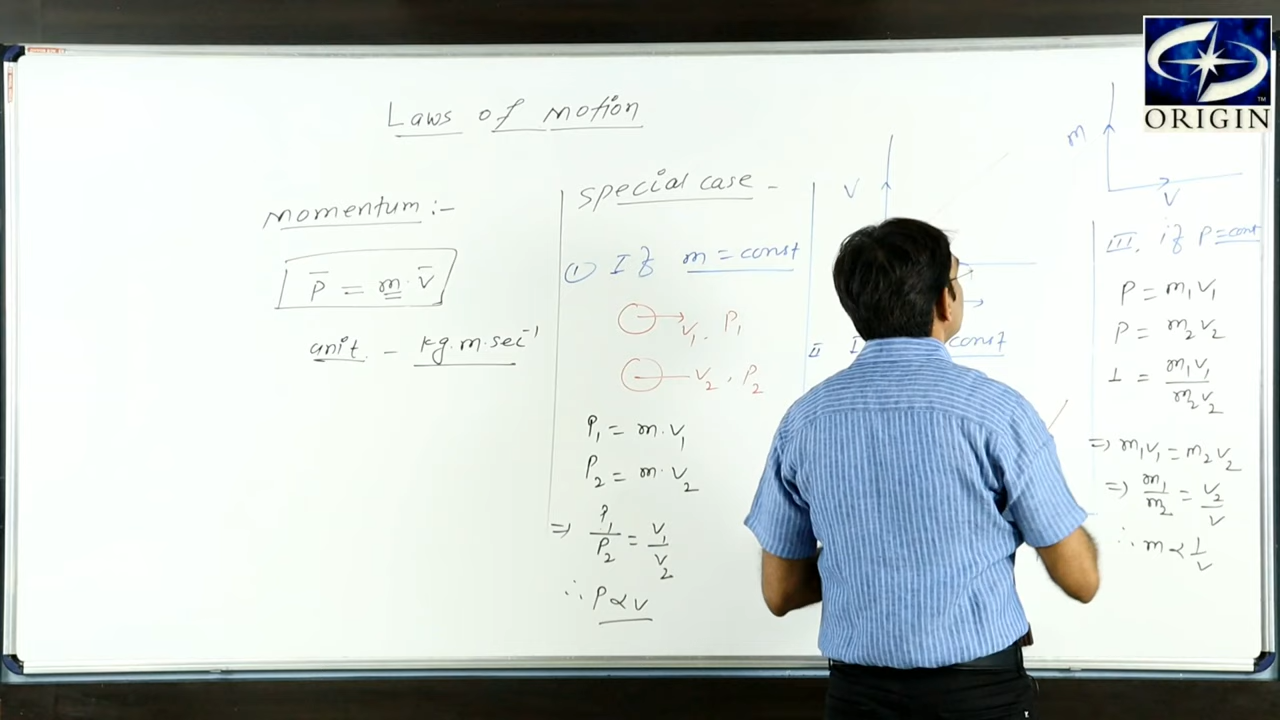 Laws of motion
momentum :-
P̄ = m · v̄
unit. - kg·m·sec⁻¹
special case -
① If m = const
V₁ , P₁
V₂ , P₂
P₁ = m·v₁
P₂ = m·v₂
⇒ P₁/P₂ = v₁/v₂
∴ P ∝ v
V
II I const
m
V
III. if P = const
P = m₁v₁
P = m₂v₂
1 = m₁v₁/m₂v₂
⇒ m₁v₁ = m₂v₂
⇒ m₁/m₂ = v₂/v
∴ m ∝ 1/v
ORIGIN
TM